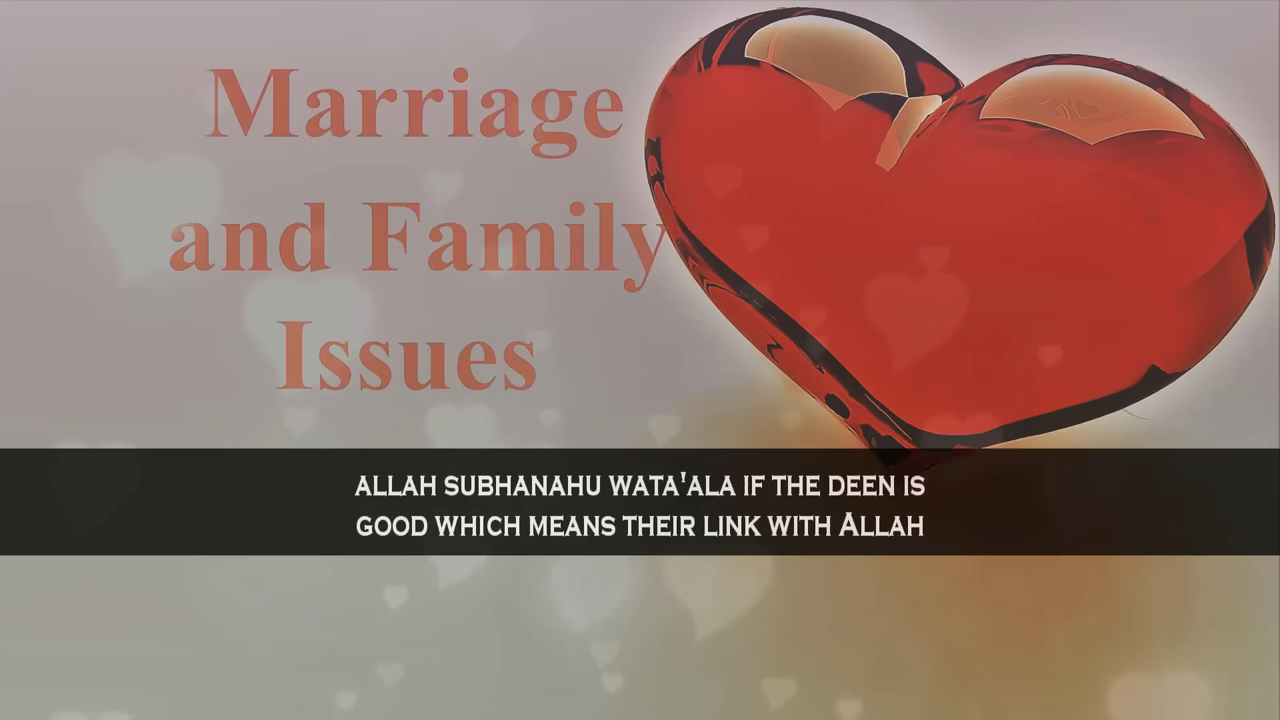 Marriage
and Family
Issues
ALLAH SUBHANAHU WATA'ALA IF THE DEEN IS
GOOD WHICH MEANS THEIR LINK WITH ALLAH